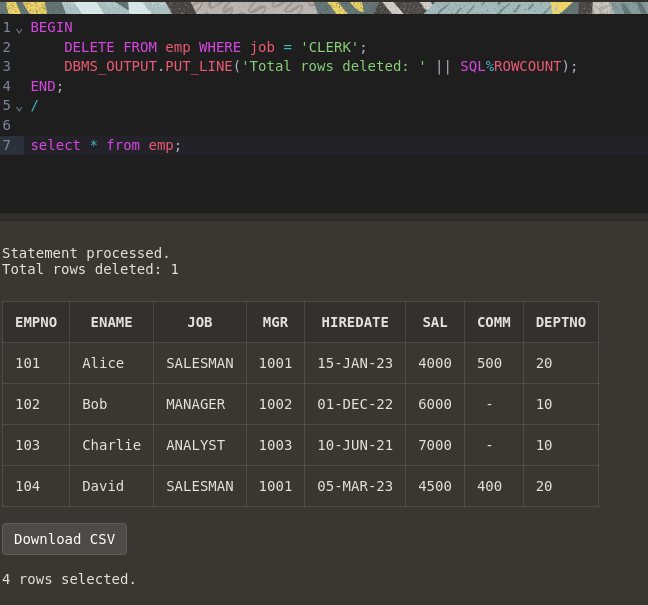 1 BEGIN
2 DELETE FROM emp WHERE job = 'CLERK';
3 DBMS_OUTPUT.PUT_LINE('Total rows deleted: ' || SQL%ROWCOUNT);
4 END;
5 /
6
7 select * from emp;
Statement processed.
Total rows deleted: 1
EMPNO ENAME JOB MGR HIREDATE SAL COMM DEPTNO
101 Alice SALESMAN 1001 15-JAN-23 4000 500 20
102 Bob MANAGER 1002 01-DEC-22 6000 - 10
103 Charlie ANALYST 1003 10-JUN-21 7000 - 10
104 David SALESMAN 1001 05-MAR-23 4500 400 20
Download CSV
4 rows selected.